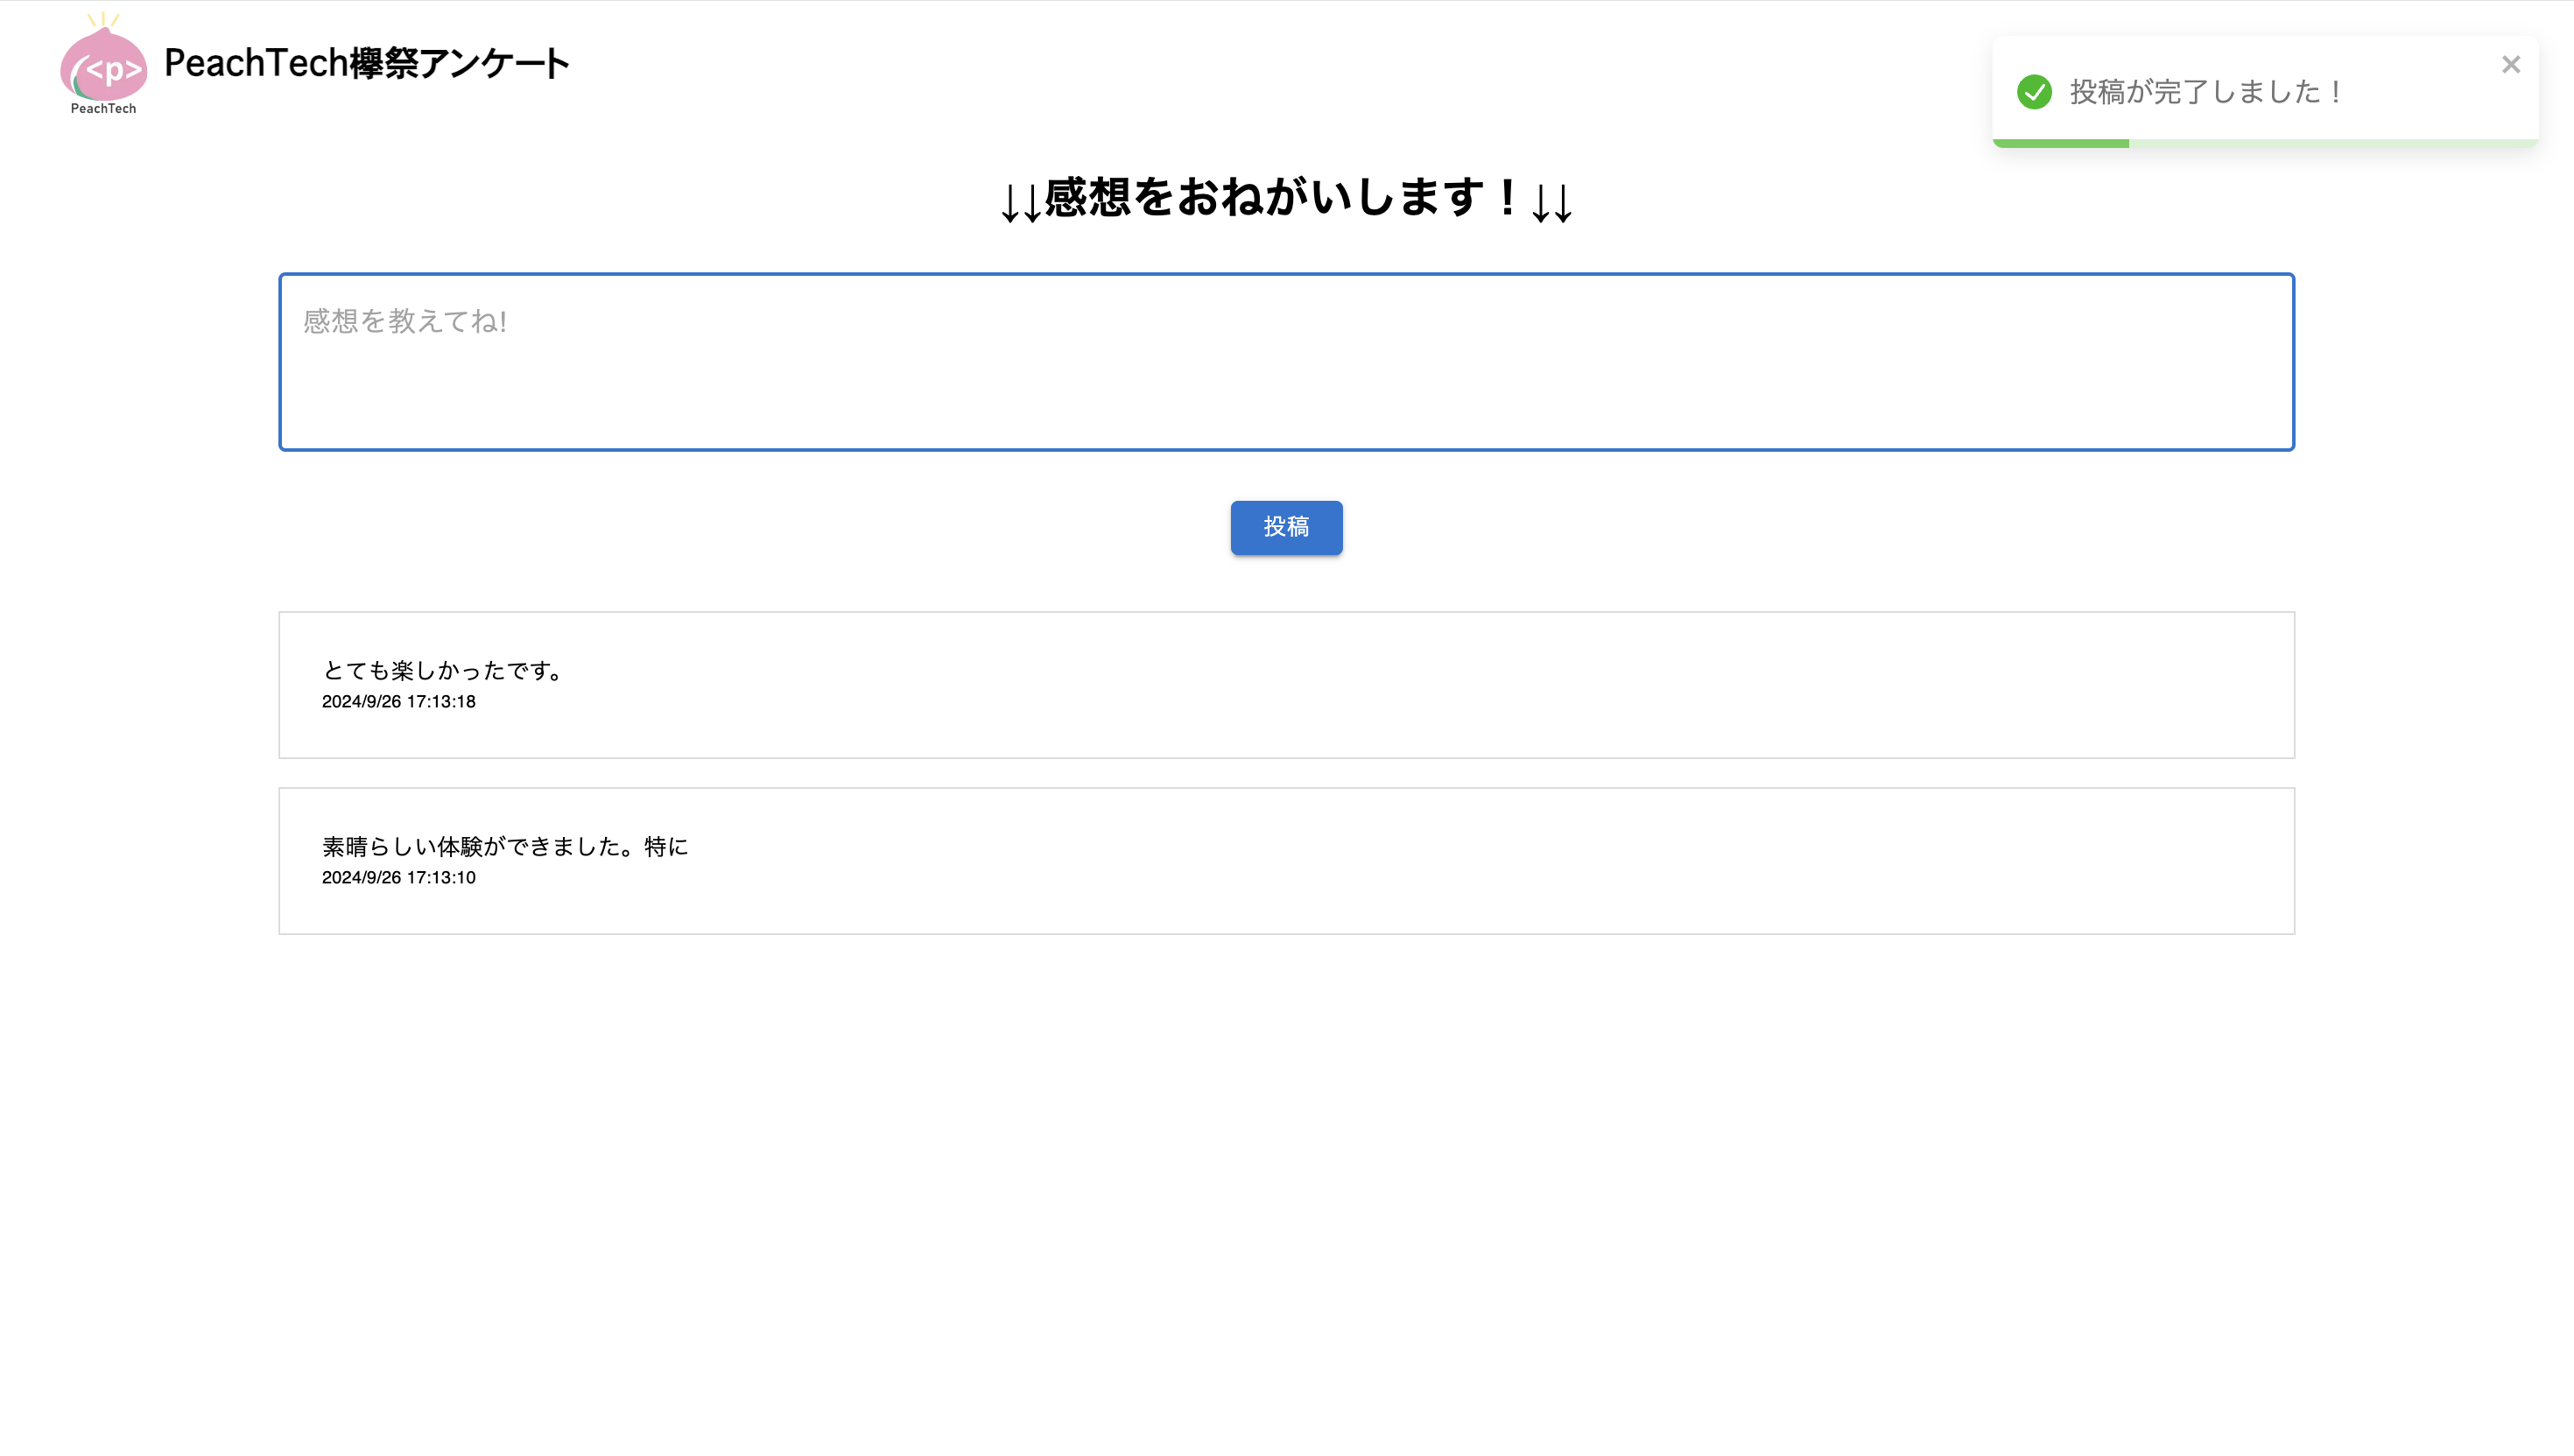 <p>
PeachTech
PeachTech欅祭アンケート
投稿が完了しました！
↓↓感想をおねがいします！↓↓
感想を教えてね!
投稿
とても楽しかったです。
2024/9/26 17:13:18
素晴らしい体験ができました。特に
2024/9/26 17:13:10